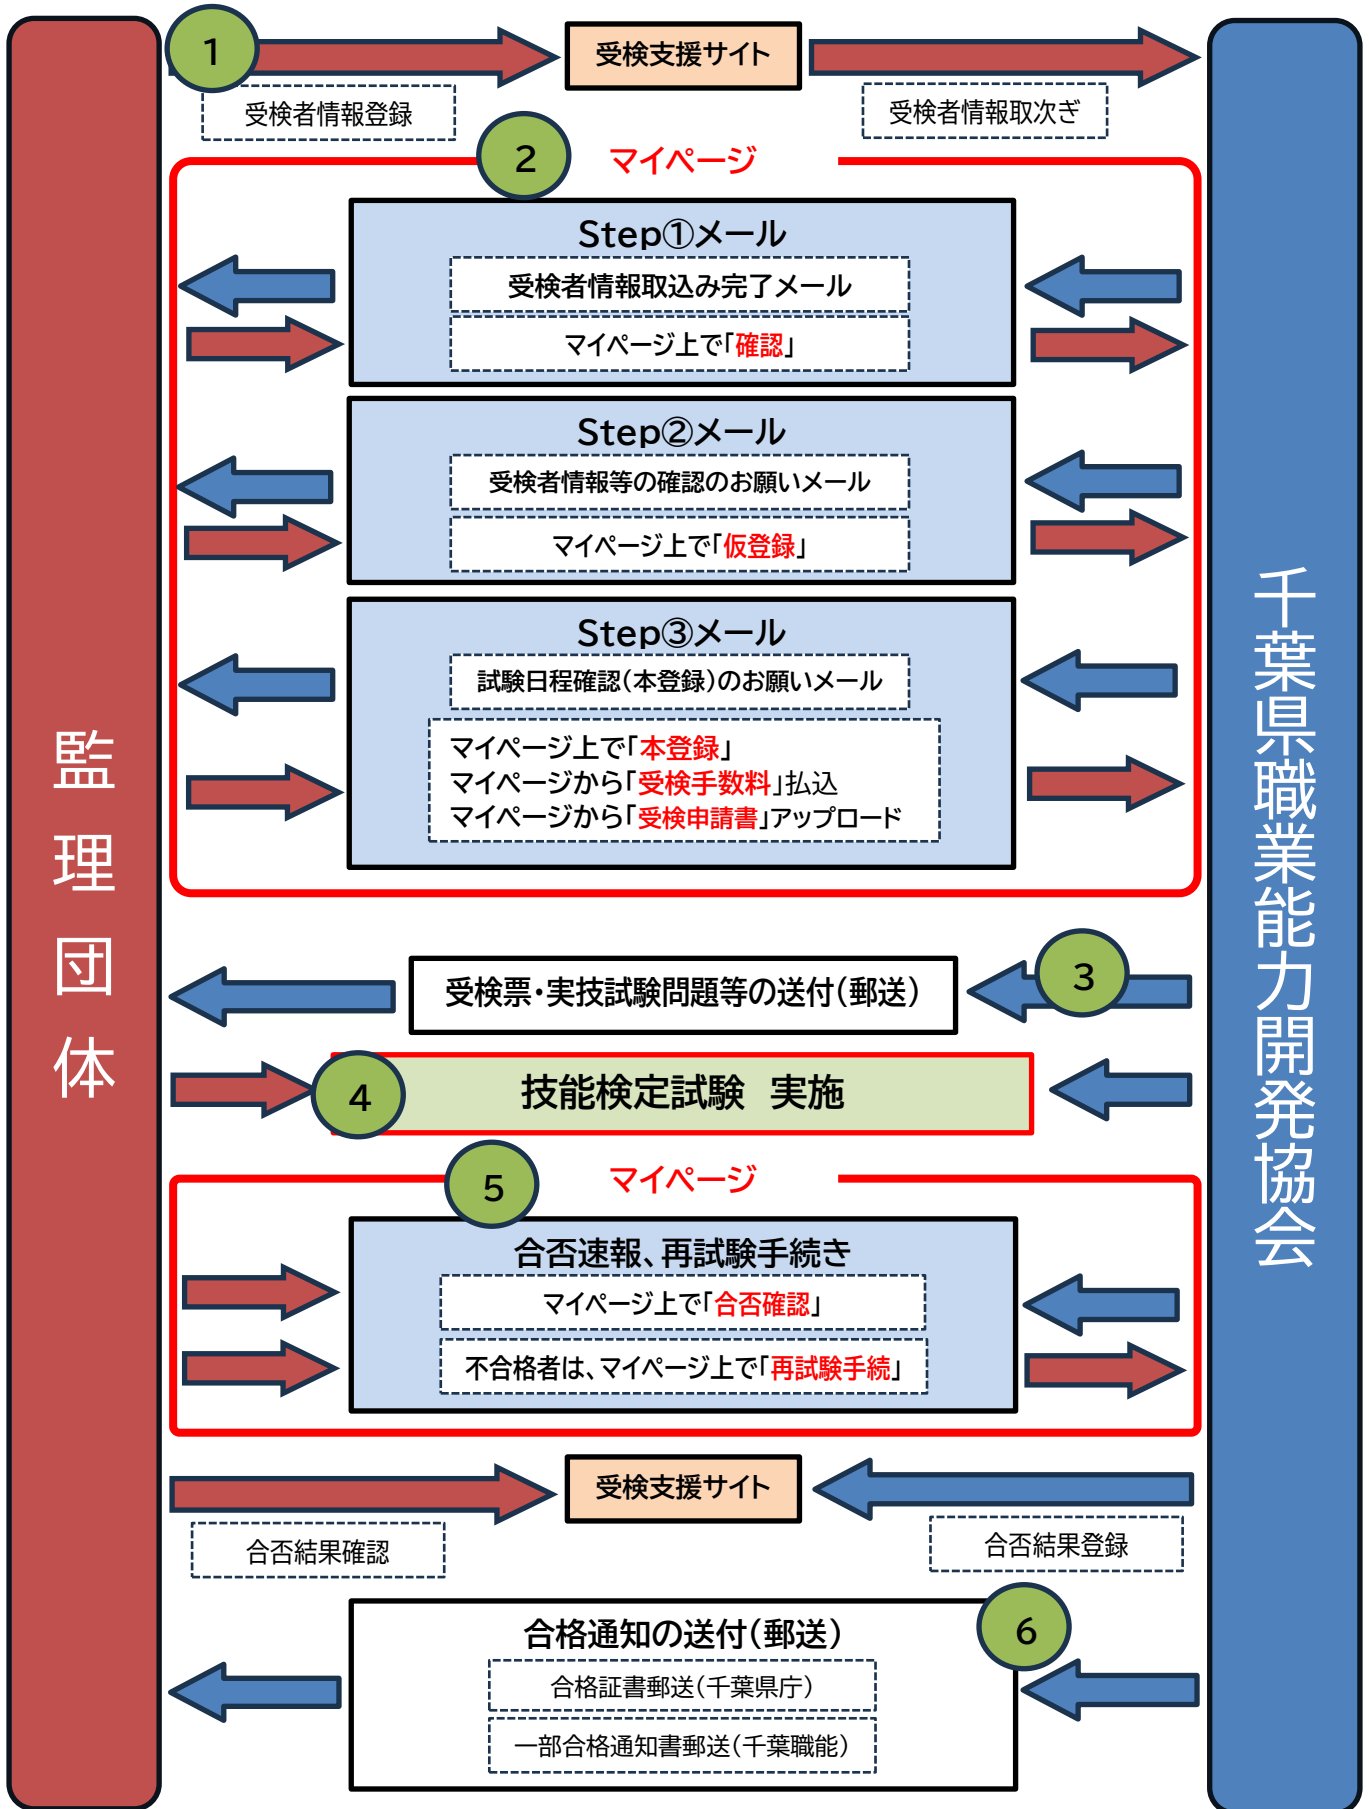 1
受検支援サイト
受検者情報登録
受検者情報取次ぎ
2
マイページ
Step①メール
受検者情報取込み完了メール
マイページ上で「確認」
Step②メール
受検者情報等の確認のお願いメール
マイページ上で「仮登録」
Step③メール
試験日程確認(本登録)のお願いメール
マイページ上で「本登録」
マイページから「受検手数料」払込
マイページから「受検申請書」アップロード
監理団体
千葉県職業能力開発協会
3
受検票・実技試験問題等の送付(郵送)
4
技能検定試験 実施
5
マイページ
合否速報、再試験手続き
マイページ上で「合否確認」
不合格者は、マイページ上で「再試験手続」
受検支援サイト
合否結果確認
合否結果登録
6
合格通知の送付(郵送)
合格証書郵送(千葉県庁)
一部合格通知書郵送(千葉職能)